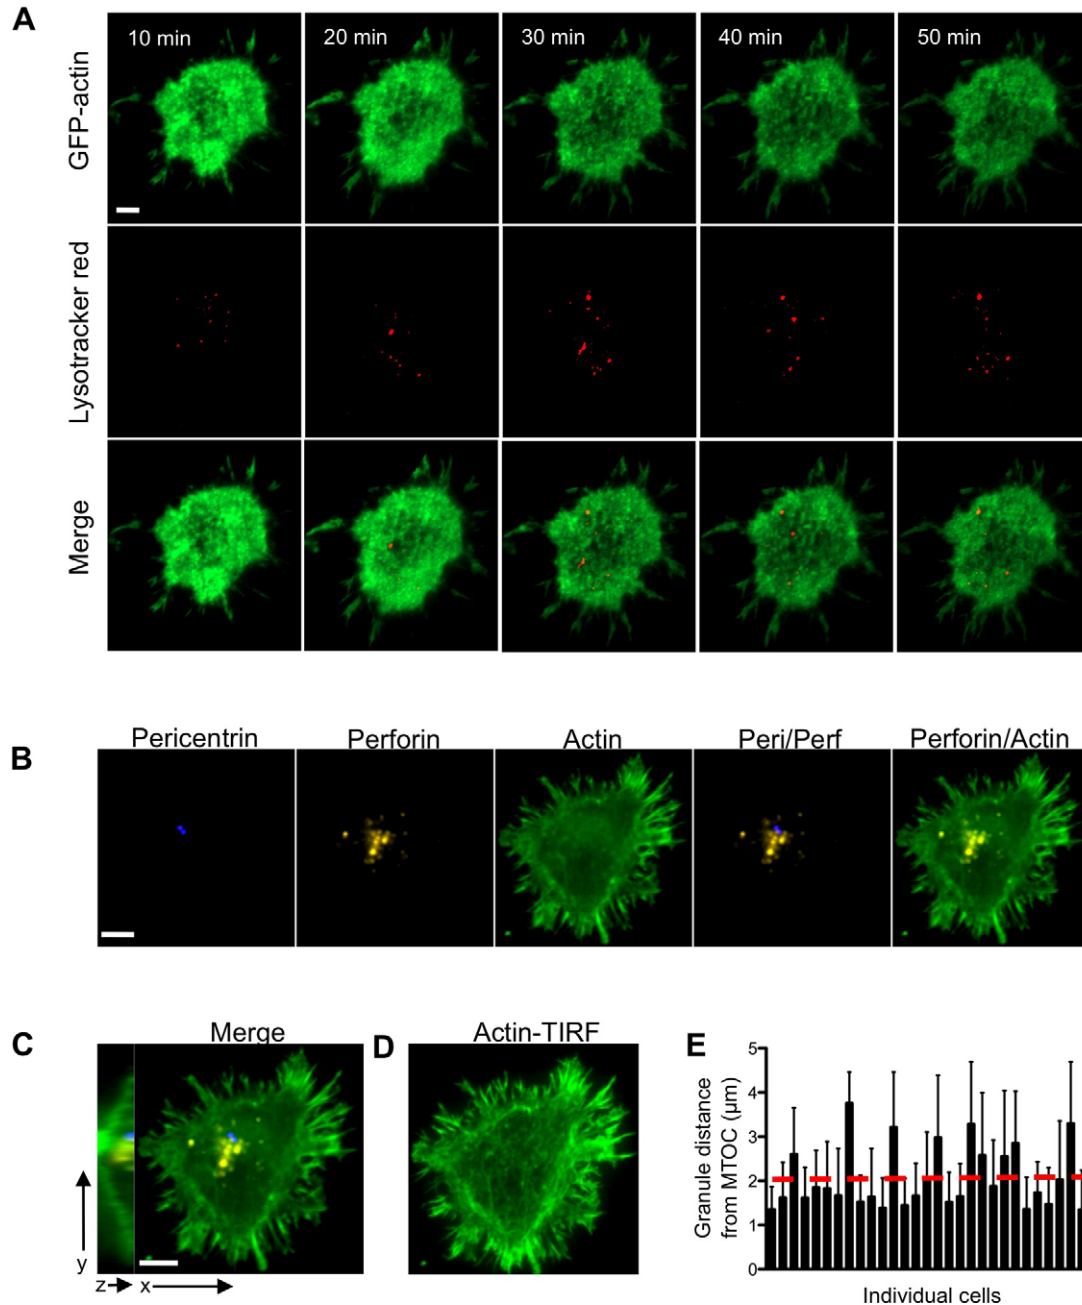 A
GFP-actin
10 min
20 min
30 min
40 min
50 min
Lysotracker red
Merge
B
Pericentrin
Perforin
Actin
Peri/Perf
Perforin/Actin
C
Merge
y
z
x
D
Actin-TIRF
E
Granule distance
from MTOC (µm)
5
4
3
2
1
0
Individual cells